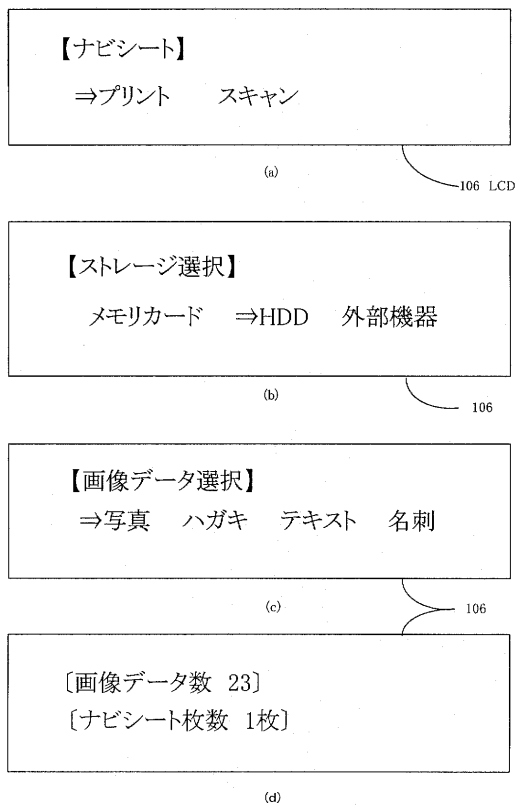 【ナビシート】
⇒プリント スキャン
(a)
106 LCD
【ストレージ選択】
メモリカード ⇒HDD 外部機器
(b)
106
【画像データ選択】
⇒写真 ハガキ テキスト 名刺
(c)
106
〔画像データ数 23〕
〔ナビシート枚数 1枚〕
(d)